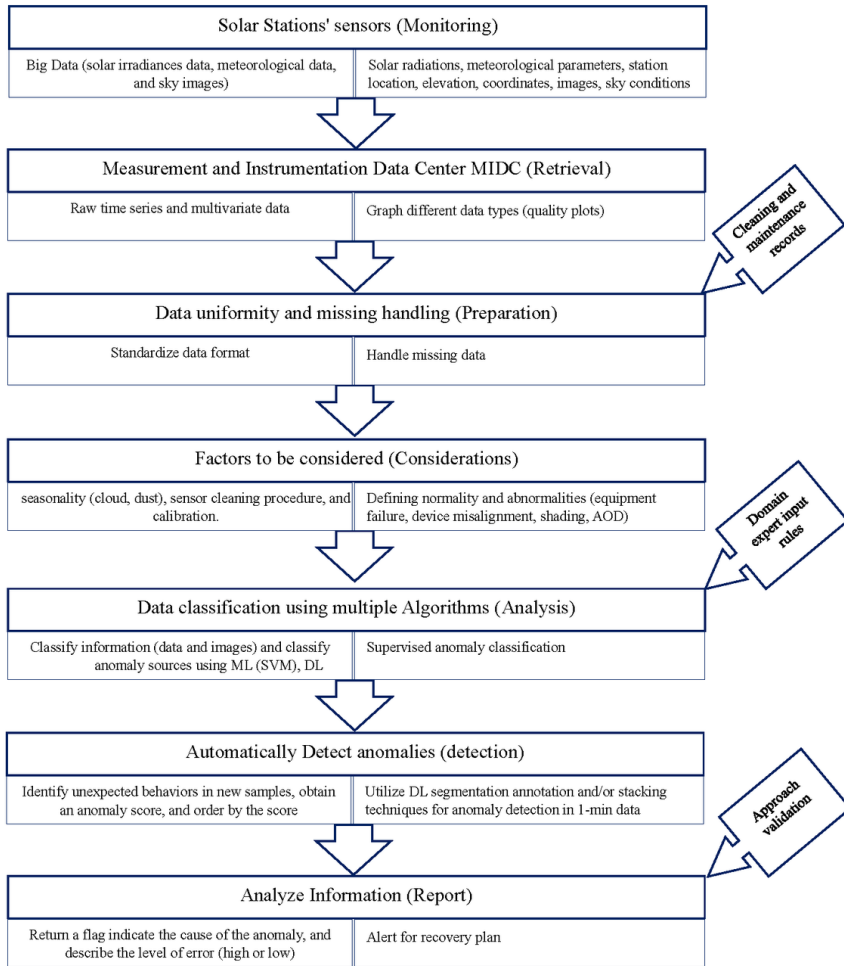 Solar Stations' sensors (Monitoring)
Big Data (solar irradiances data, meteorological data,
and sky images)
Solar radiations, meteorological parameters, station
location, elevation, coordinates, images, sky conditions
Measurement and Instrumentation Data Center MIDC (Retrieval)
Raw time series and multivariate data
Graph different data types (quality plots)
Cleaning and
maintenance
records
Data uniformity and missing handling (Preparation)
Standardize data format
Handle missing data
Factors to be considered (Considerations)
seasonality (cloud, dust), sensor cleaning procedure, and
calibration.
Defining normality and abnormalities (equipment
failure, device misalignment, shading, AOD)
Domain
expert input
rules
Data classification using multiple Algorithms (Analysis)
Classify information (data and images) and classify
anomaly sources using ML (SVM), DL
Supervised anomaly classification
Automatically Detect anomalies (detection)
Identify unexpected behaviors in new samples, obtain
an anomaly score, and order by the score
Utilize DL segmentation annotation and/or stacking
techniques for anomaly detection in 1-min data
Approach
validation
Analyze Information (Report)
Return a flag indicate the cause of the anomaly, and
describe the level of error (high or low)
Alert for recovery plan